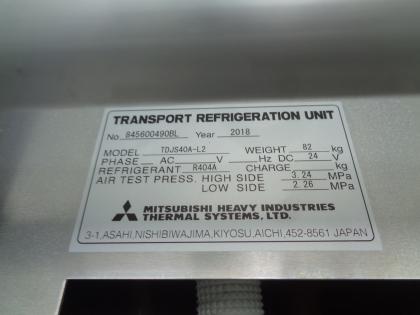 TRANSPORT REFRIGERATION UNIT
No. 845600490BL Year 2018
MODEL TDJS40A-L2 WEIGHT 82 kg
PHASE AC V Hz DC 24 V
REFRIGERANT R404A CHARGE kg
AIR TEST PRESS. HIGH SIDE 3.24 MPa
LOW SIDE 2.26 MPa
MITSUBISHI HEAVY INDUSTRIES
THERMAL SYSTEMS, LTD.
3-1,ASAHI,NISHIBIWAJIMA,KIYOSU,AICHI,452-8561 JAPAN